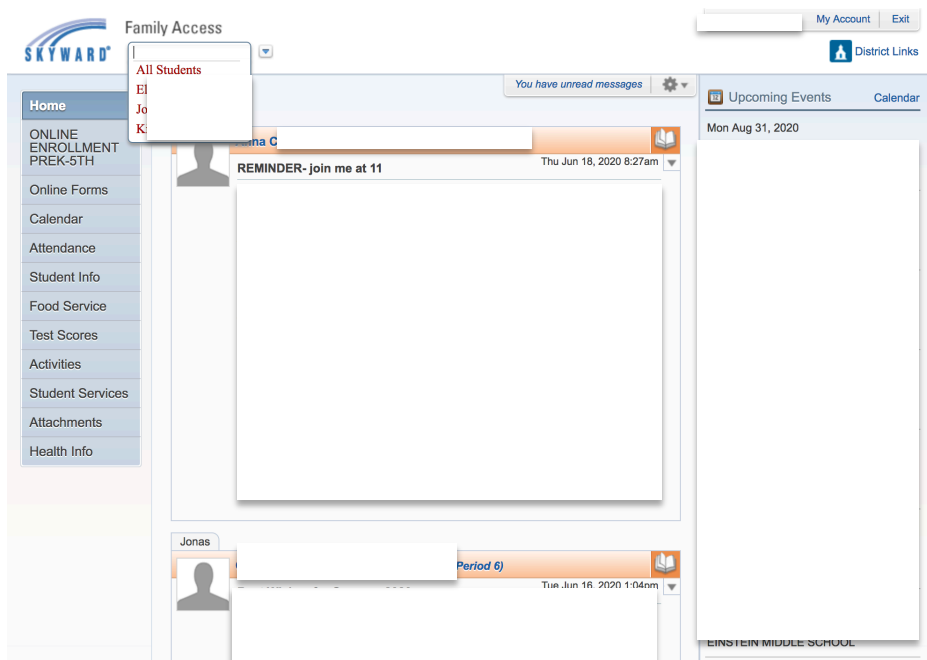 Family Access
My Account
Exit
SKYWARD
District Links
All Students
El
Jo
You have unread messages
Home
ONLINE
ENROLLMENT
PREK-5TH
Online Forms
Calendar
Attendance
Student Info
Food Service
Test Scores
Activities
Student Services
Attachments
Health Info
REMINDER- join me at 11
Thu Jun 18, 2020 8:27am
Jonas
Period 6)
Tue Jun 16, 2020 1:04pm
Upcoming Events
Calendar
Mon Aug 31, 2020
EINSTEIN MIDDLE SCHOOL